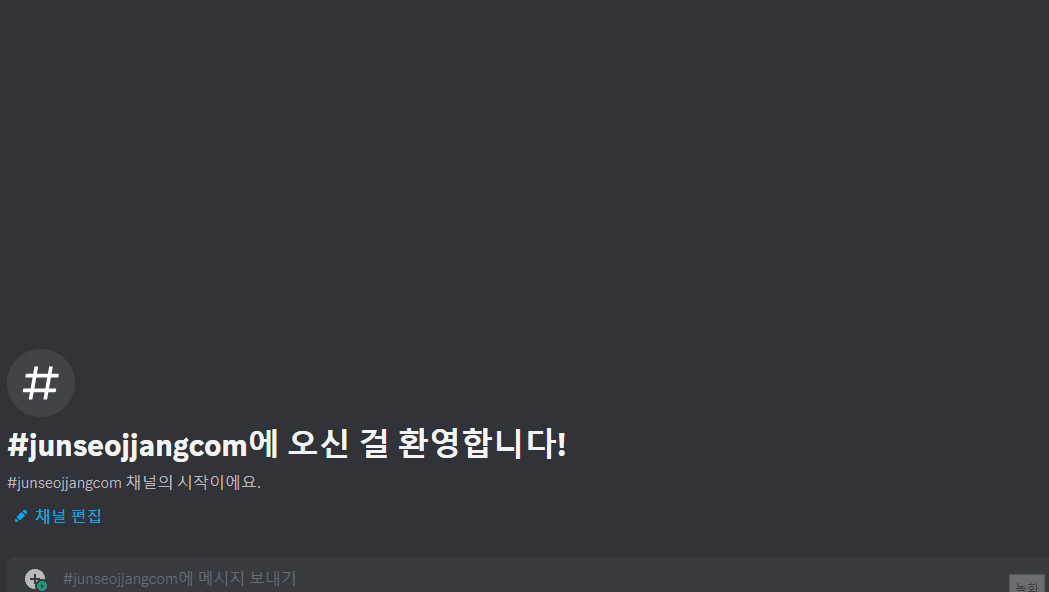 #junseojjangcom에 오신 걸 환영합니다!
#junseojjangcom 채널의 시작이에요.
채널 편집
#junseojjangcom에 메시지 보내기
녹화